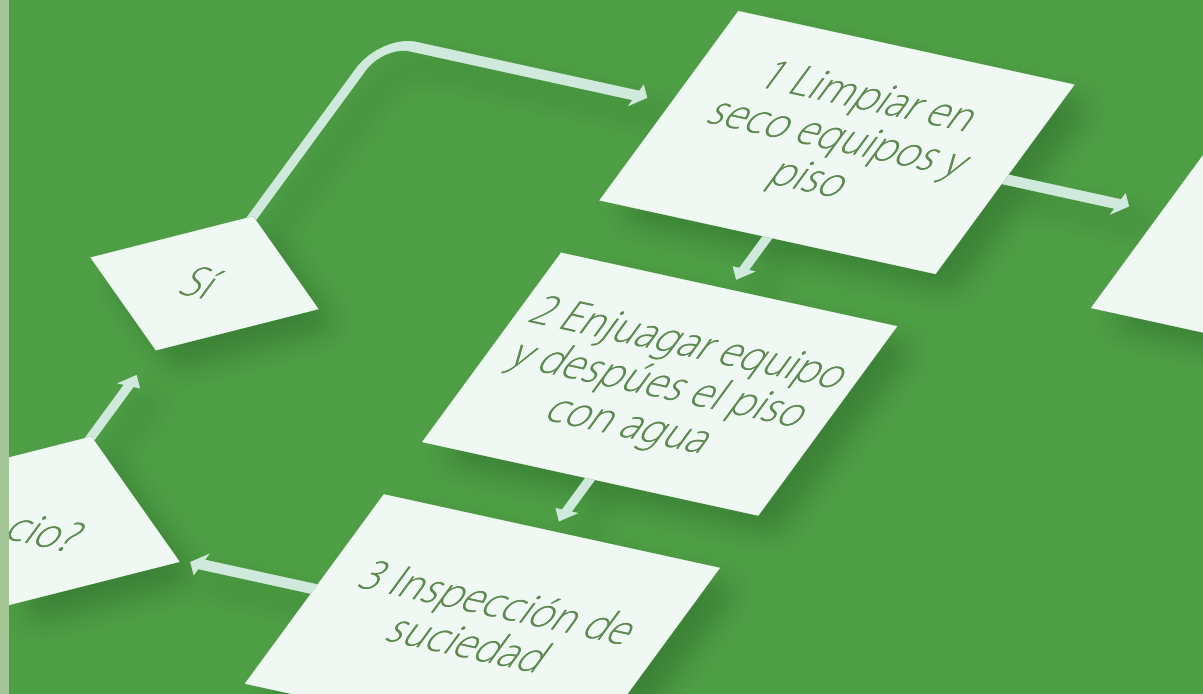 1 Limpiar en
seco equipos y
piso
Sí
2 Enjuagar equipo
y despúes el piso
con agua
cio?
3 Inspección de
suciedad